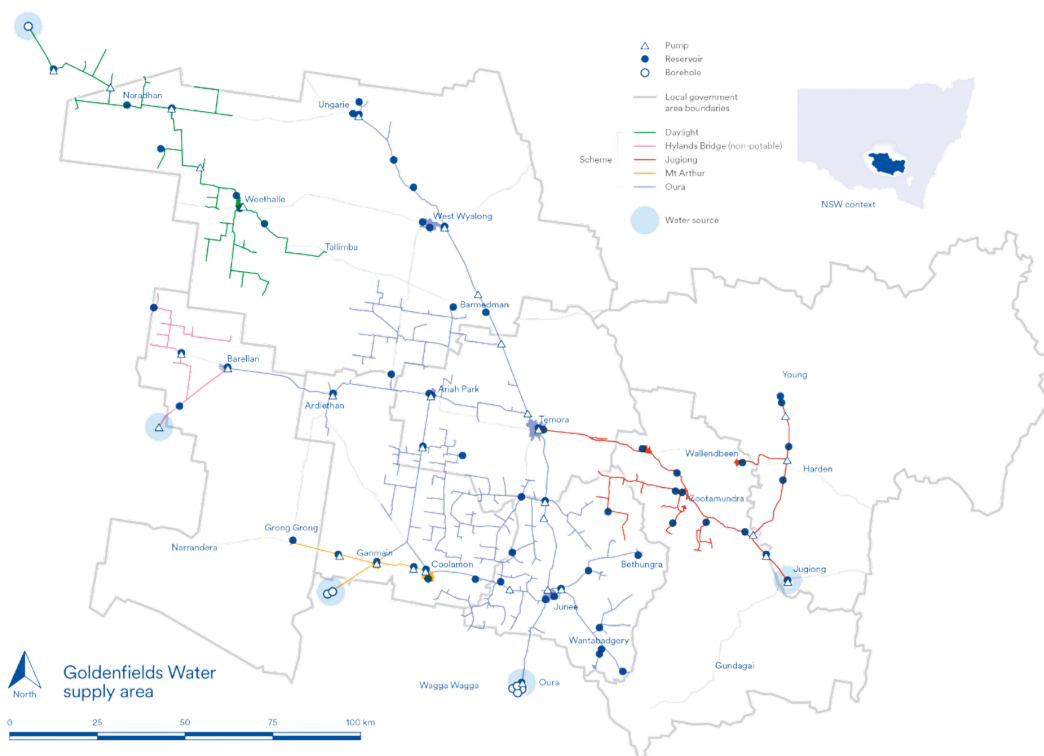 Pump
Reservoir
Borehole
Local government
area boundaries
Scheme
Daylight
Hylands Bridge (non-potable)
Jugiong
Mt Arthur
Oura
Water source
NSW context
Naradhan
Ungarie
Weethalle
West Wyalong
Tallimba
Barmedman
Barellan
Ardlethan
Ariah Park
Temora
Young
Wallendbeen
Harden
Cootamundra
Grong Grong
Narrandera
Ganmain
Coolamon
Bethungra
Jugiong
Junee
Wantabadgery
Gundagai
Wagga Wagga
Oura
North
Goldenfields Water
supply area
0 25 50 75 100 km